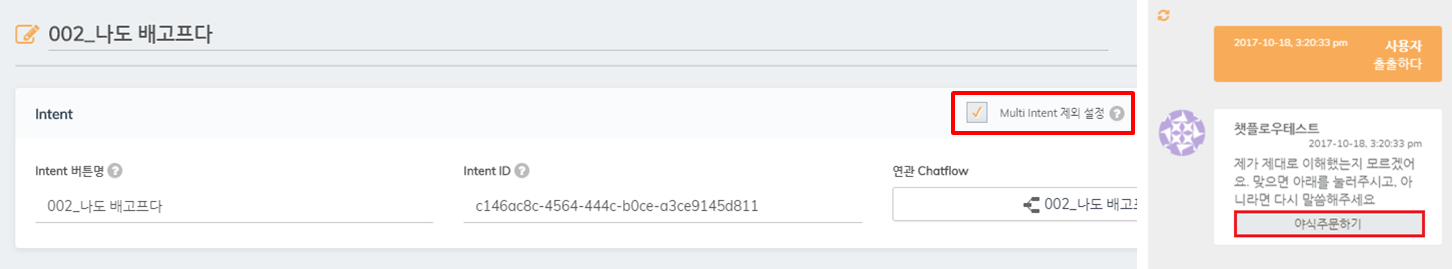 002_나도 배고프다
Intent
Multi Intent 제외 설정 ?
Intent 버튼명 ?
Intent ID ?
연관 Chatflow
002_나도 배고프다
c146ac8c-4564-444c-b0ce-a3ce9145d811
002_나도 배고
2017-10-18, 3:20:33 pm 사용자
출출하다
챗플로우테스트
2017-10-18, 3:20:33 pm
제가 제대로 이해했는지 모르겠어
요. 맞으면 아래를 눌러주시고, 아
니라면 다시 말씀해주세요
야식주문하기